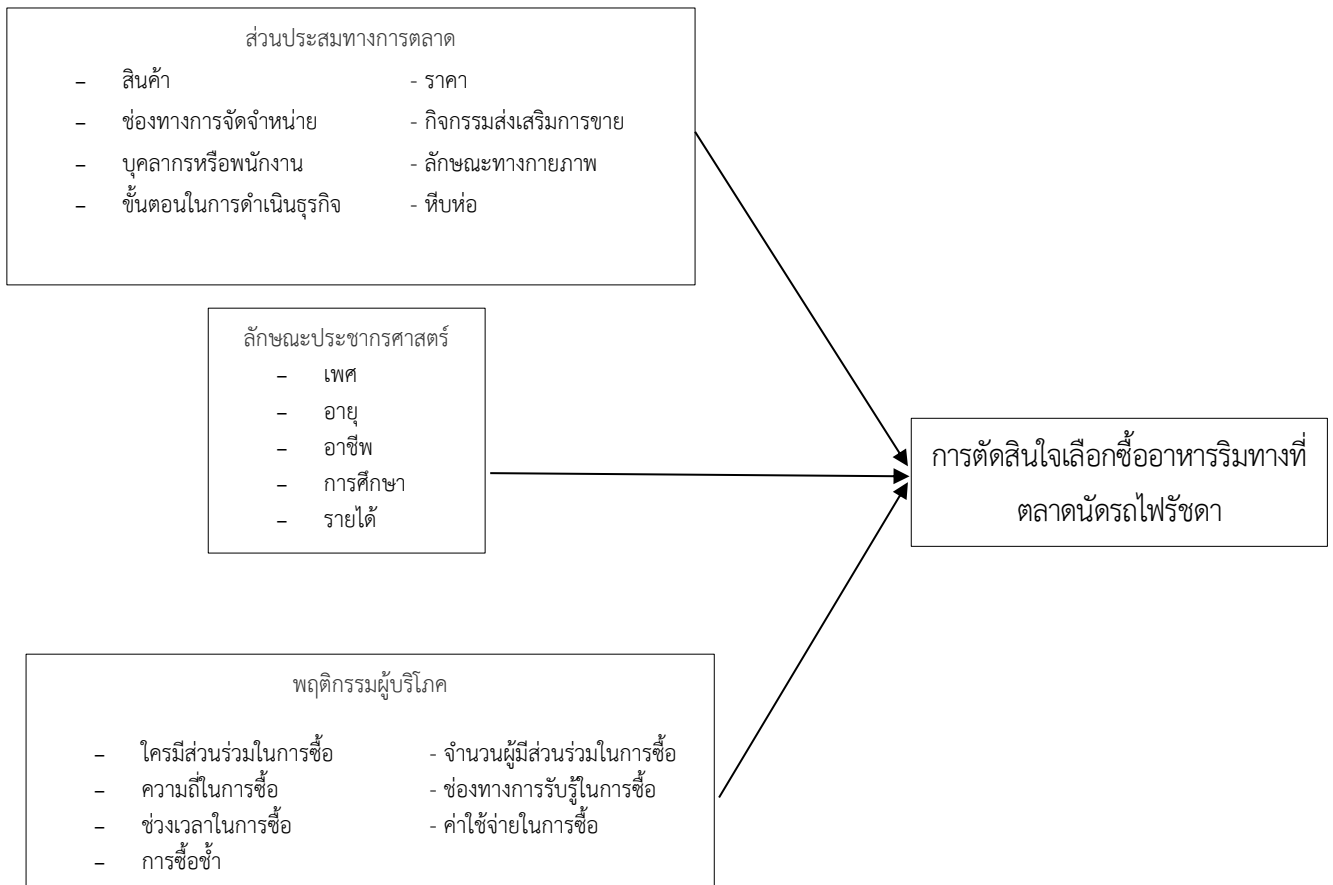 ส่วนประสมทางการตลาด
– สินค้า - ราคา
– ช่องทางการจัดจำหน่าย - กิจกรรมส่งเสริมการขาย
– บุคลากรหรือพนักงาน - ลักษณะทางกายภาพ
– ขั้นตอนในการดำเนินธุรกิจ - หีบห่อ
ลักษณะประชากรศาสตร์
– เพศ
– อายุ
– อาชีพ
– การศึกษา
– รายได้
การตัดสินใจเลือกซื้ออาหารริมทางที่
ตลาดนัดรถไฟรัชดา
พฤติกรรมผู้บริโภค
– ใครมีส่วนร่วมในการซื้อ - จำนวนผู้มีส่วนร่วมในการซื้อ
– ความถี่ในการซื้อ - ช่องทางการรับรู้ในการซื้อ
– ช่วงเวลาในการซื้อ - ค่าใช้จ่ายในการซื้อ
– การซื้อซ้ำ